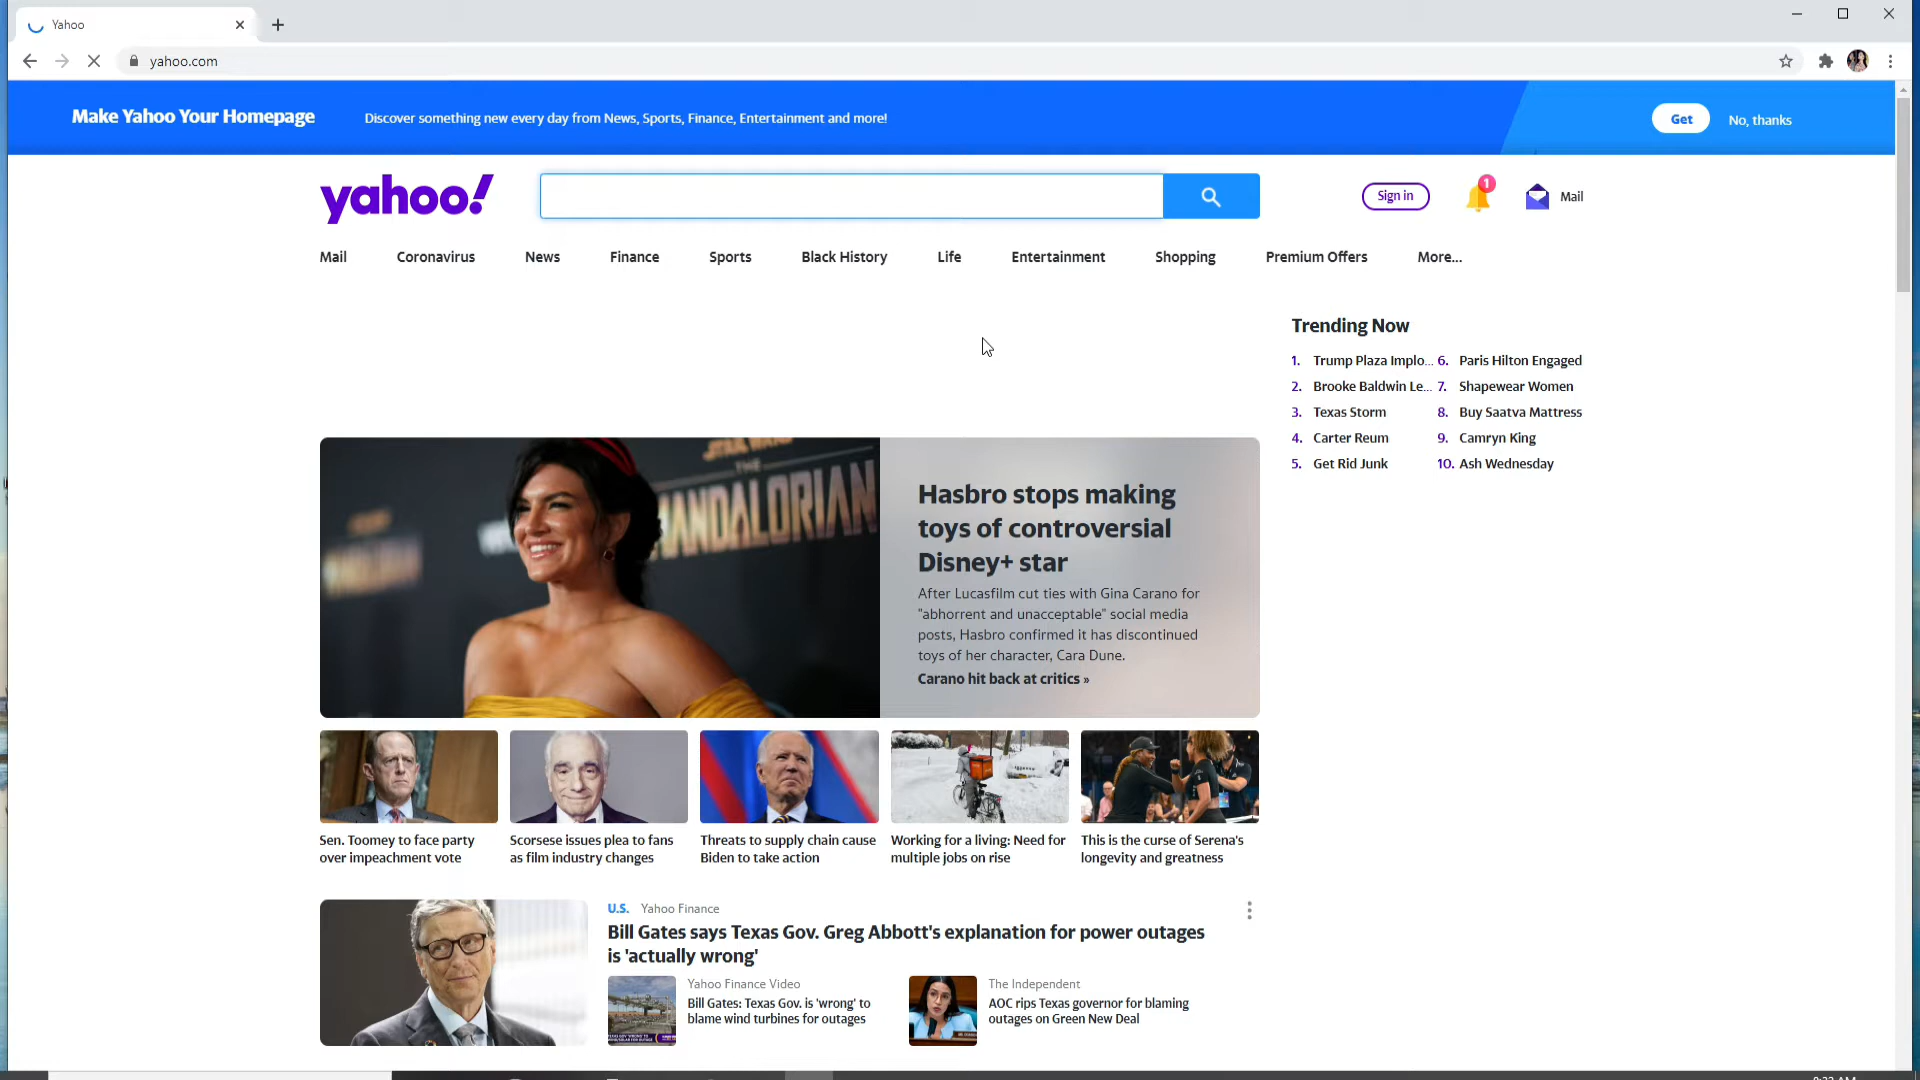 Yahoo
yahoo.com
Make Yahoo Your Homepage
Discover something new every day from News, Sports, Finance, Entertainment and more!
Get
No, thanks
yahoo!
Sign in
1
Mail
Mail
Coronavirus
News
Finance
Sports
Black History
Life
Entertainment
Shopping
Premium Offers
More...
Trending Now
1. Trump Plaza Implo...
2. Brooke Baldwin Le...
3. Texas Storm
4. Carter Reum
5. Get Rid Junk
6. Paris Hilton Engaged
7. Shapewear Women
8. Buy Saatva Mattress
9. Camryn King
10. Ash Wednesday
STAR WARS
THE
MANDALORIAN
Hasbro stops making
toys of controversial
Disney+ star
After Lucasfilm cut ties with Gina Carano for
"abhorrent and unacceptable" social media
posts, Hasbro confirmed it has discontinued
toys of her character, Cara Dune.
Carano hit back at critics »
Sen. Toomey to face party
over impeachment vote
Scorsese issues plea to fans
as film industry changes
Threats to supply chain cause
Biden to take action
Working for a living: Need for
multiple jobs on rise
This is the curse of Serena's
longevity and greatness
U.S. Yahoo Finance
Bill Gates says Texas Gov. Greg Abbott's explanation for power outages
is 'actually wrong'
Yahoo Finance Video
Bill Gates: Texas Gov. is 'wrong' to
blame wind turbines for outages
The Independent
AOC rips Texas governor for blaming
outages on Green New Deal